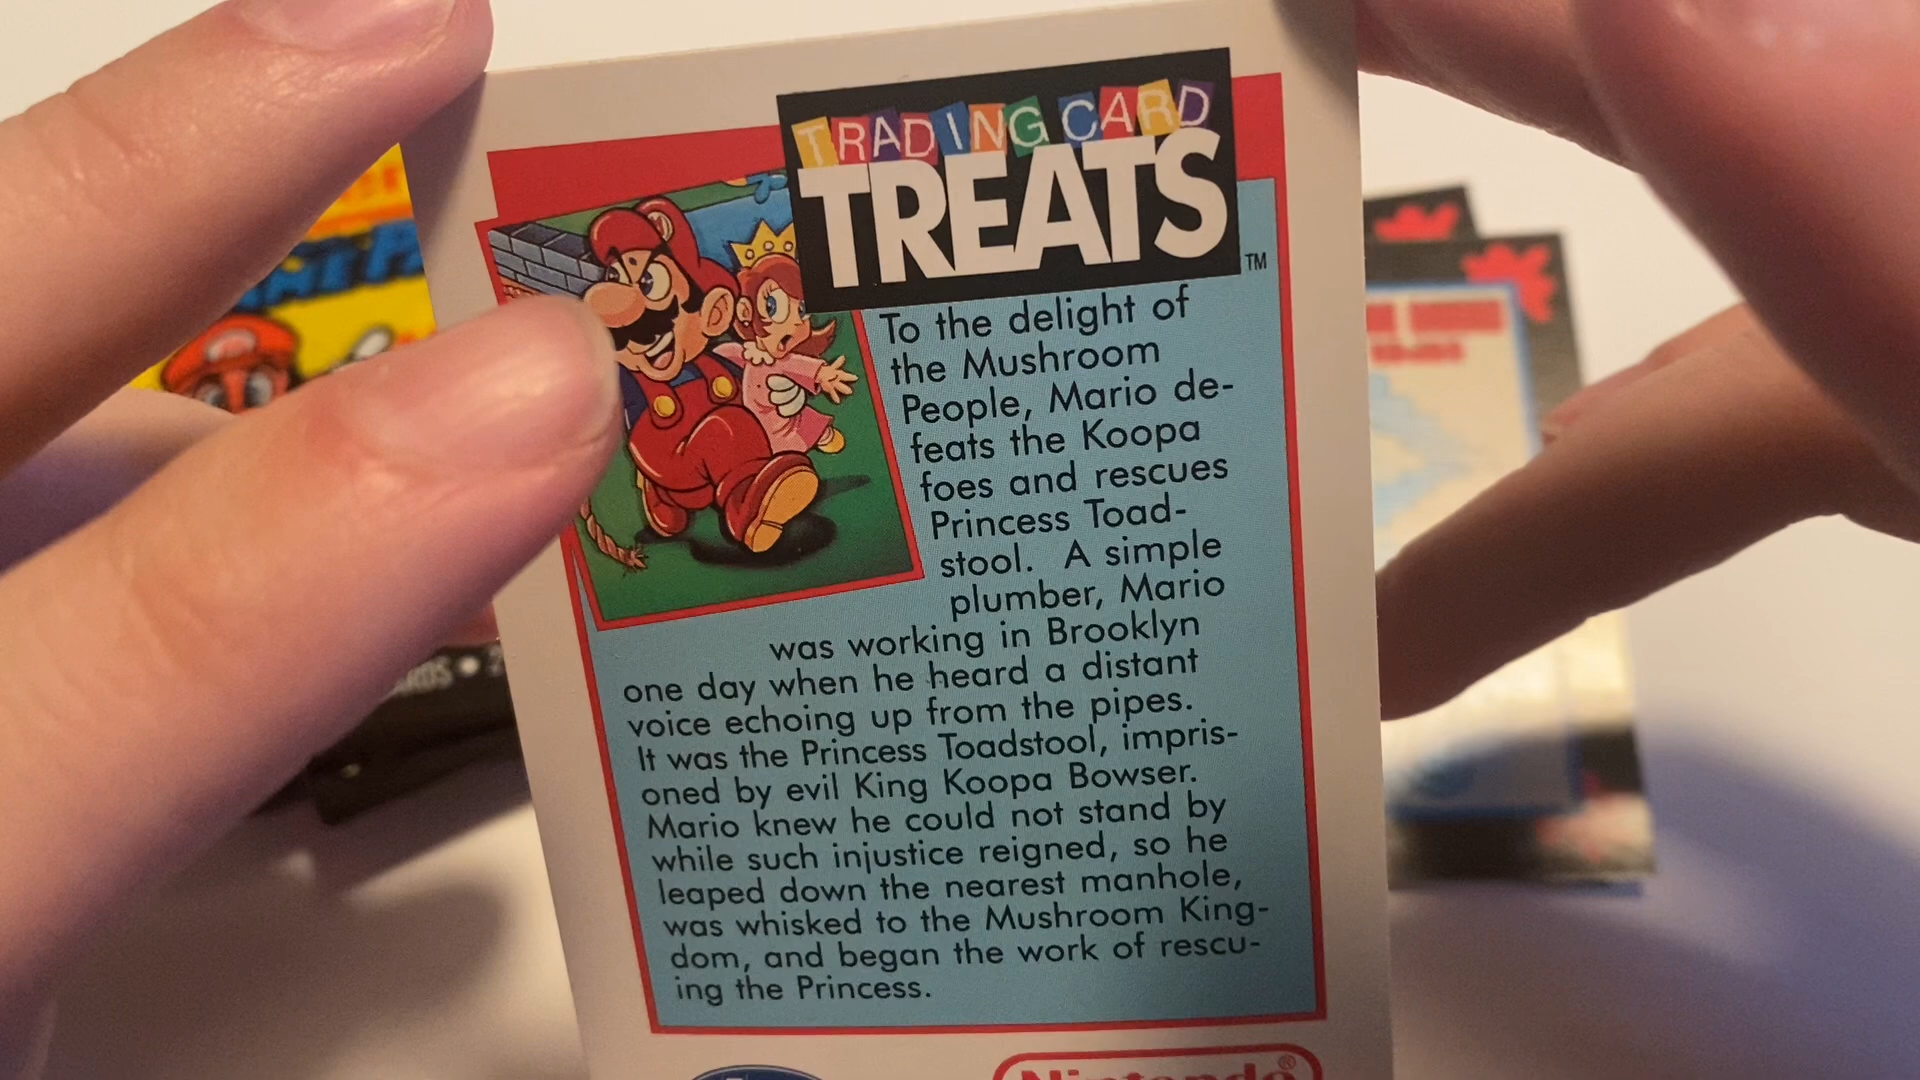 TRADING CARD
TREATS
TM
To the delight of
the Mushroom
People, Mario de-
feats the Koopa
foes and rescues
Princess Toad-
stool. A simple
plumber, Mario
was working in Brooklyn
one day when he heard a distant
voice echoing up from the pipes.
It was the Princess Toadstool, impris-
oned by evil King Koopa Bowser.
Mario knew he could not stand by
while such injustice reigned, so he
leaped down the nearest manhole,
was whisked to the Mushroom King-
dom, and began the work of rescu-
ing the Princess.
Nintendo®